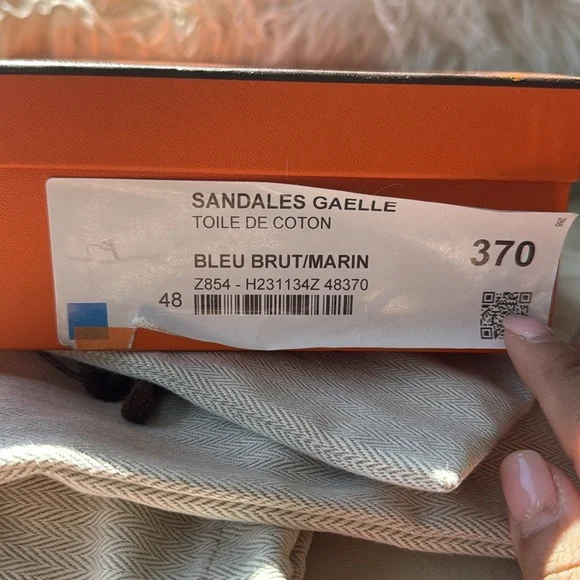 SANDALES GAELLE
TOILE DE COTON
370
BLEU BRUT/MARIN
Z854 - H231134Z 48370
48